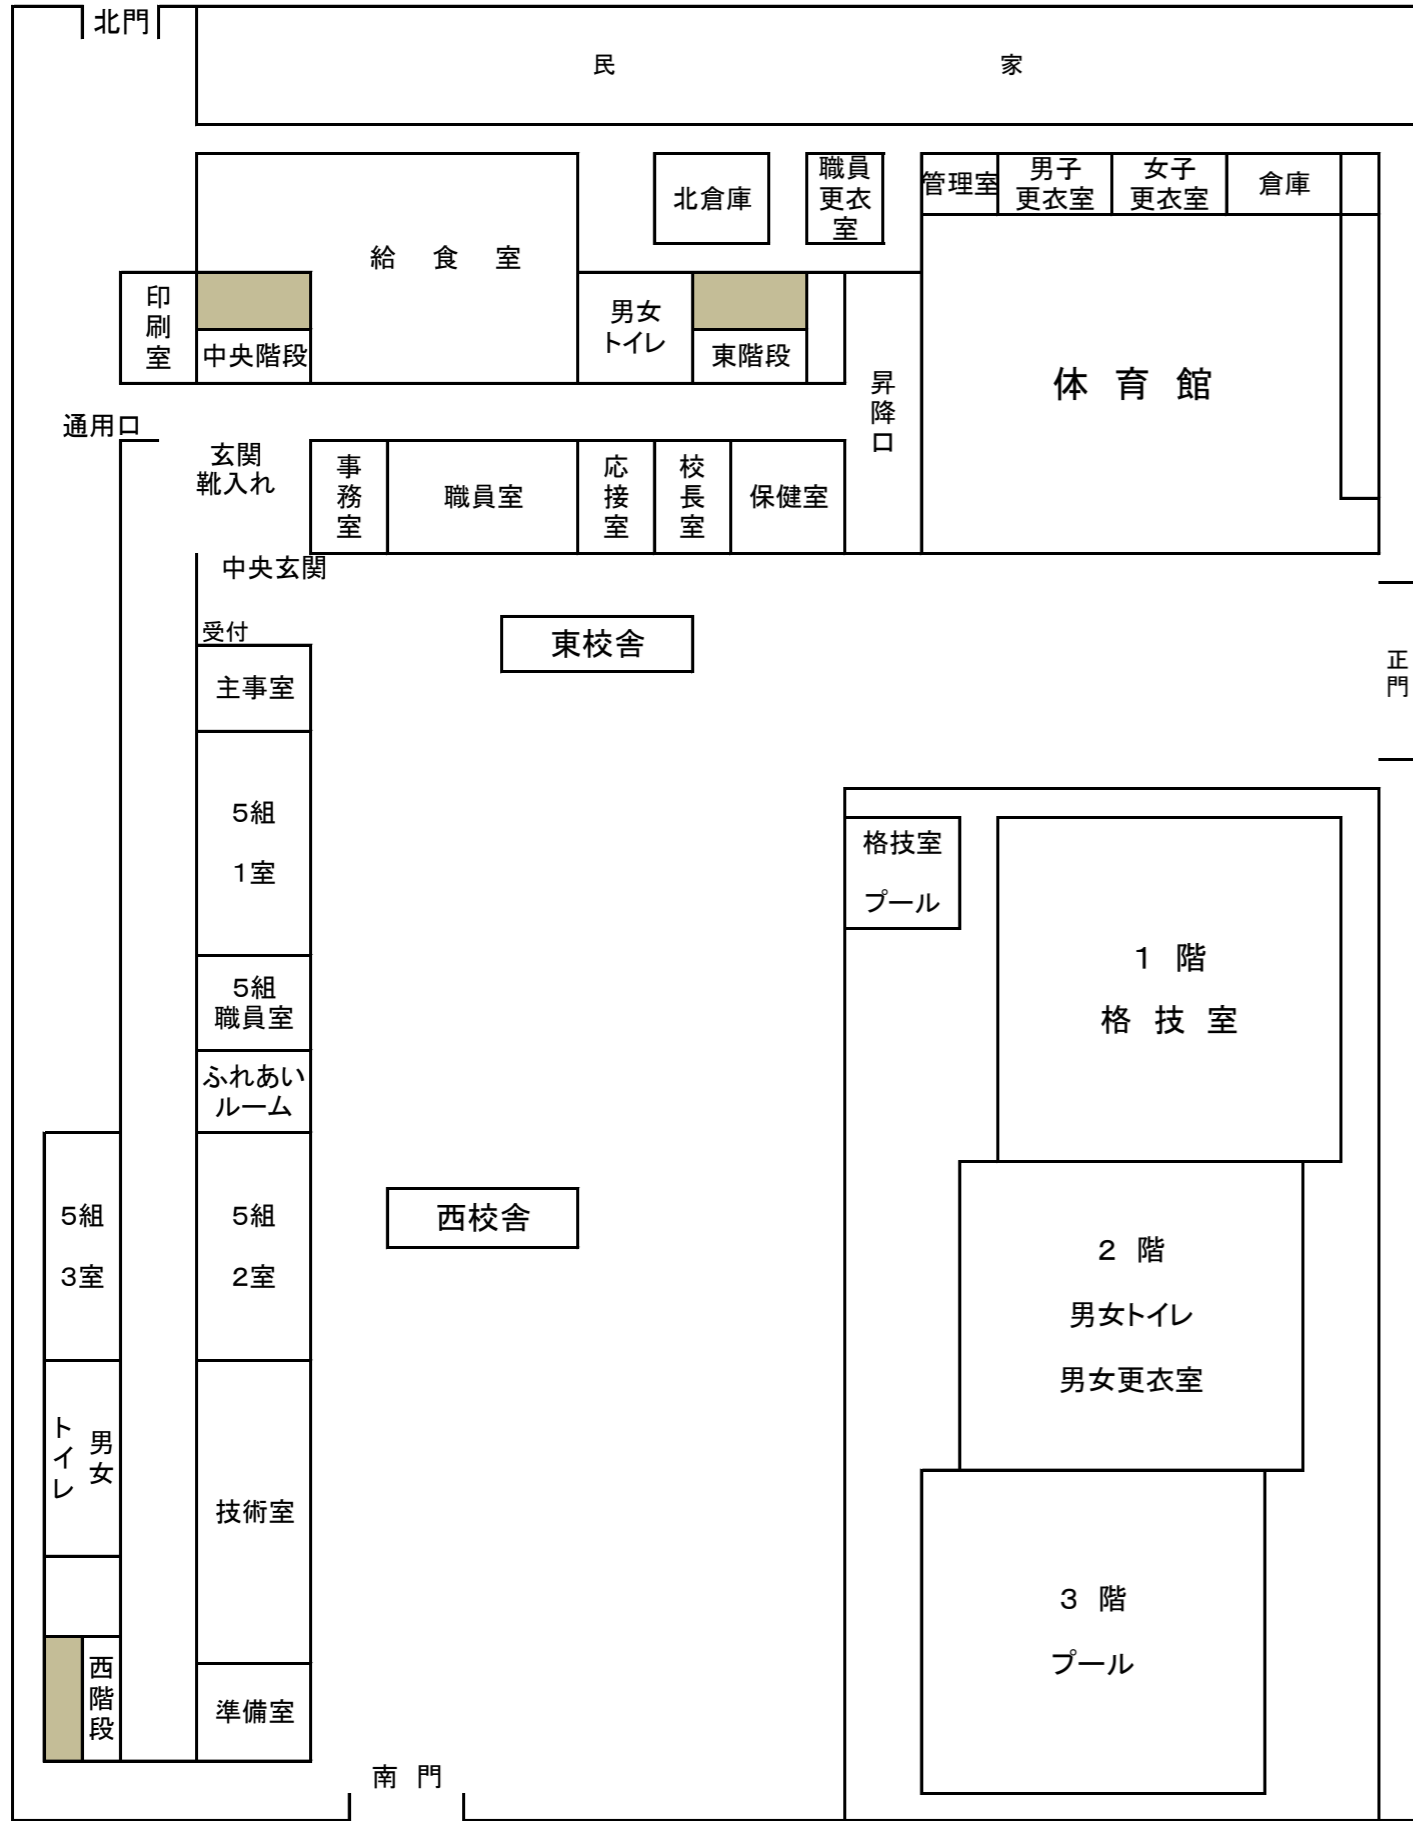 北門
民 家
給 食 室
北倉庫
職員
更衣
室
管理室
男子
更衣室
女子
更衣室
倉庫
印刷室
中央階段
男女
トイレ
東階段
昇降口
体 育 館
通用口
玄関
靴入れ
事務室
職員室
応接室
校長室
保健室
中央玄関
受付
東校舎
正門
主事室
5組
1室
格技室
プール
1 階
格 技 室
5組
職員室
ふれあい
ルーム
5組
3室
5組
2室
西校舎
2 階
男女トイレ
男女更衣室
男女
トイレ
技術室
3 階
プール
西階段
準備室
南 門